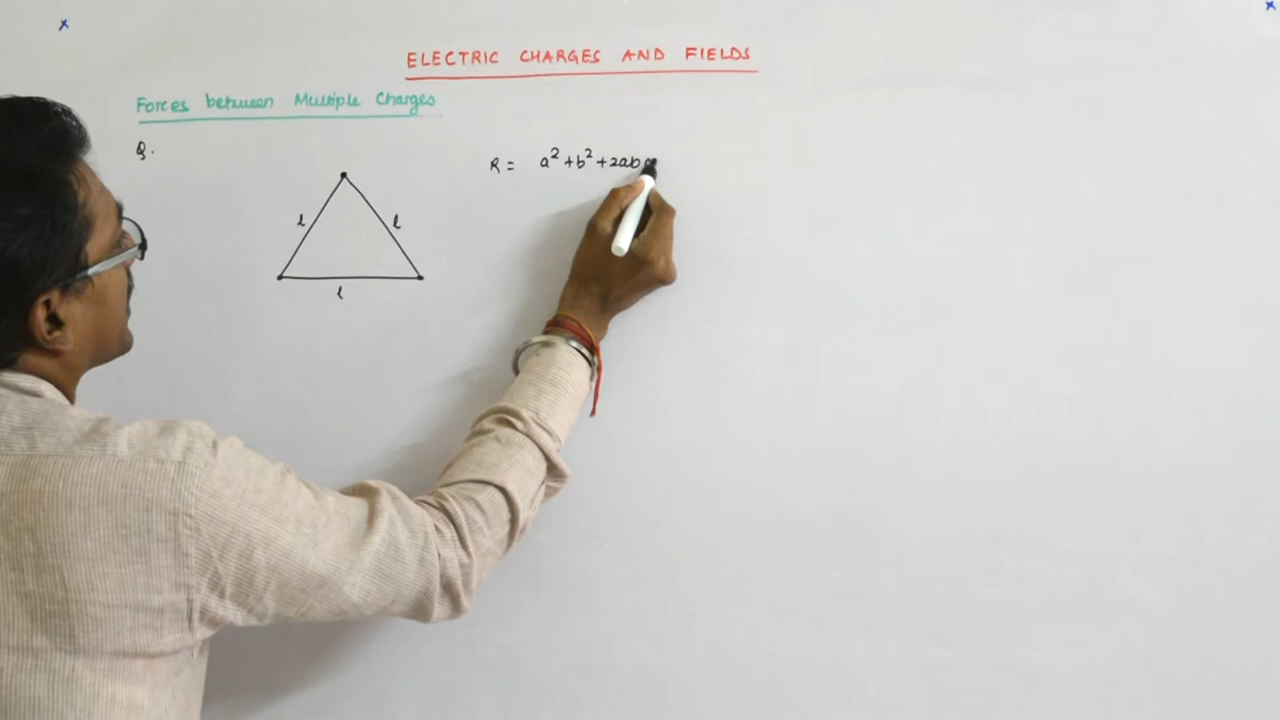 ELECTRIC CHARGES AND FIELDS
Forces between Multiple Charges
Q.
R = a² + b² + 2ab
l l
l